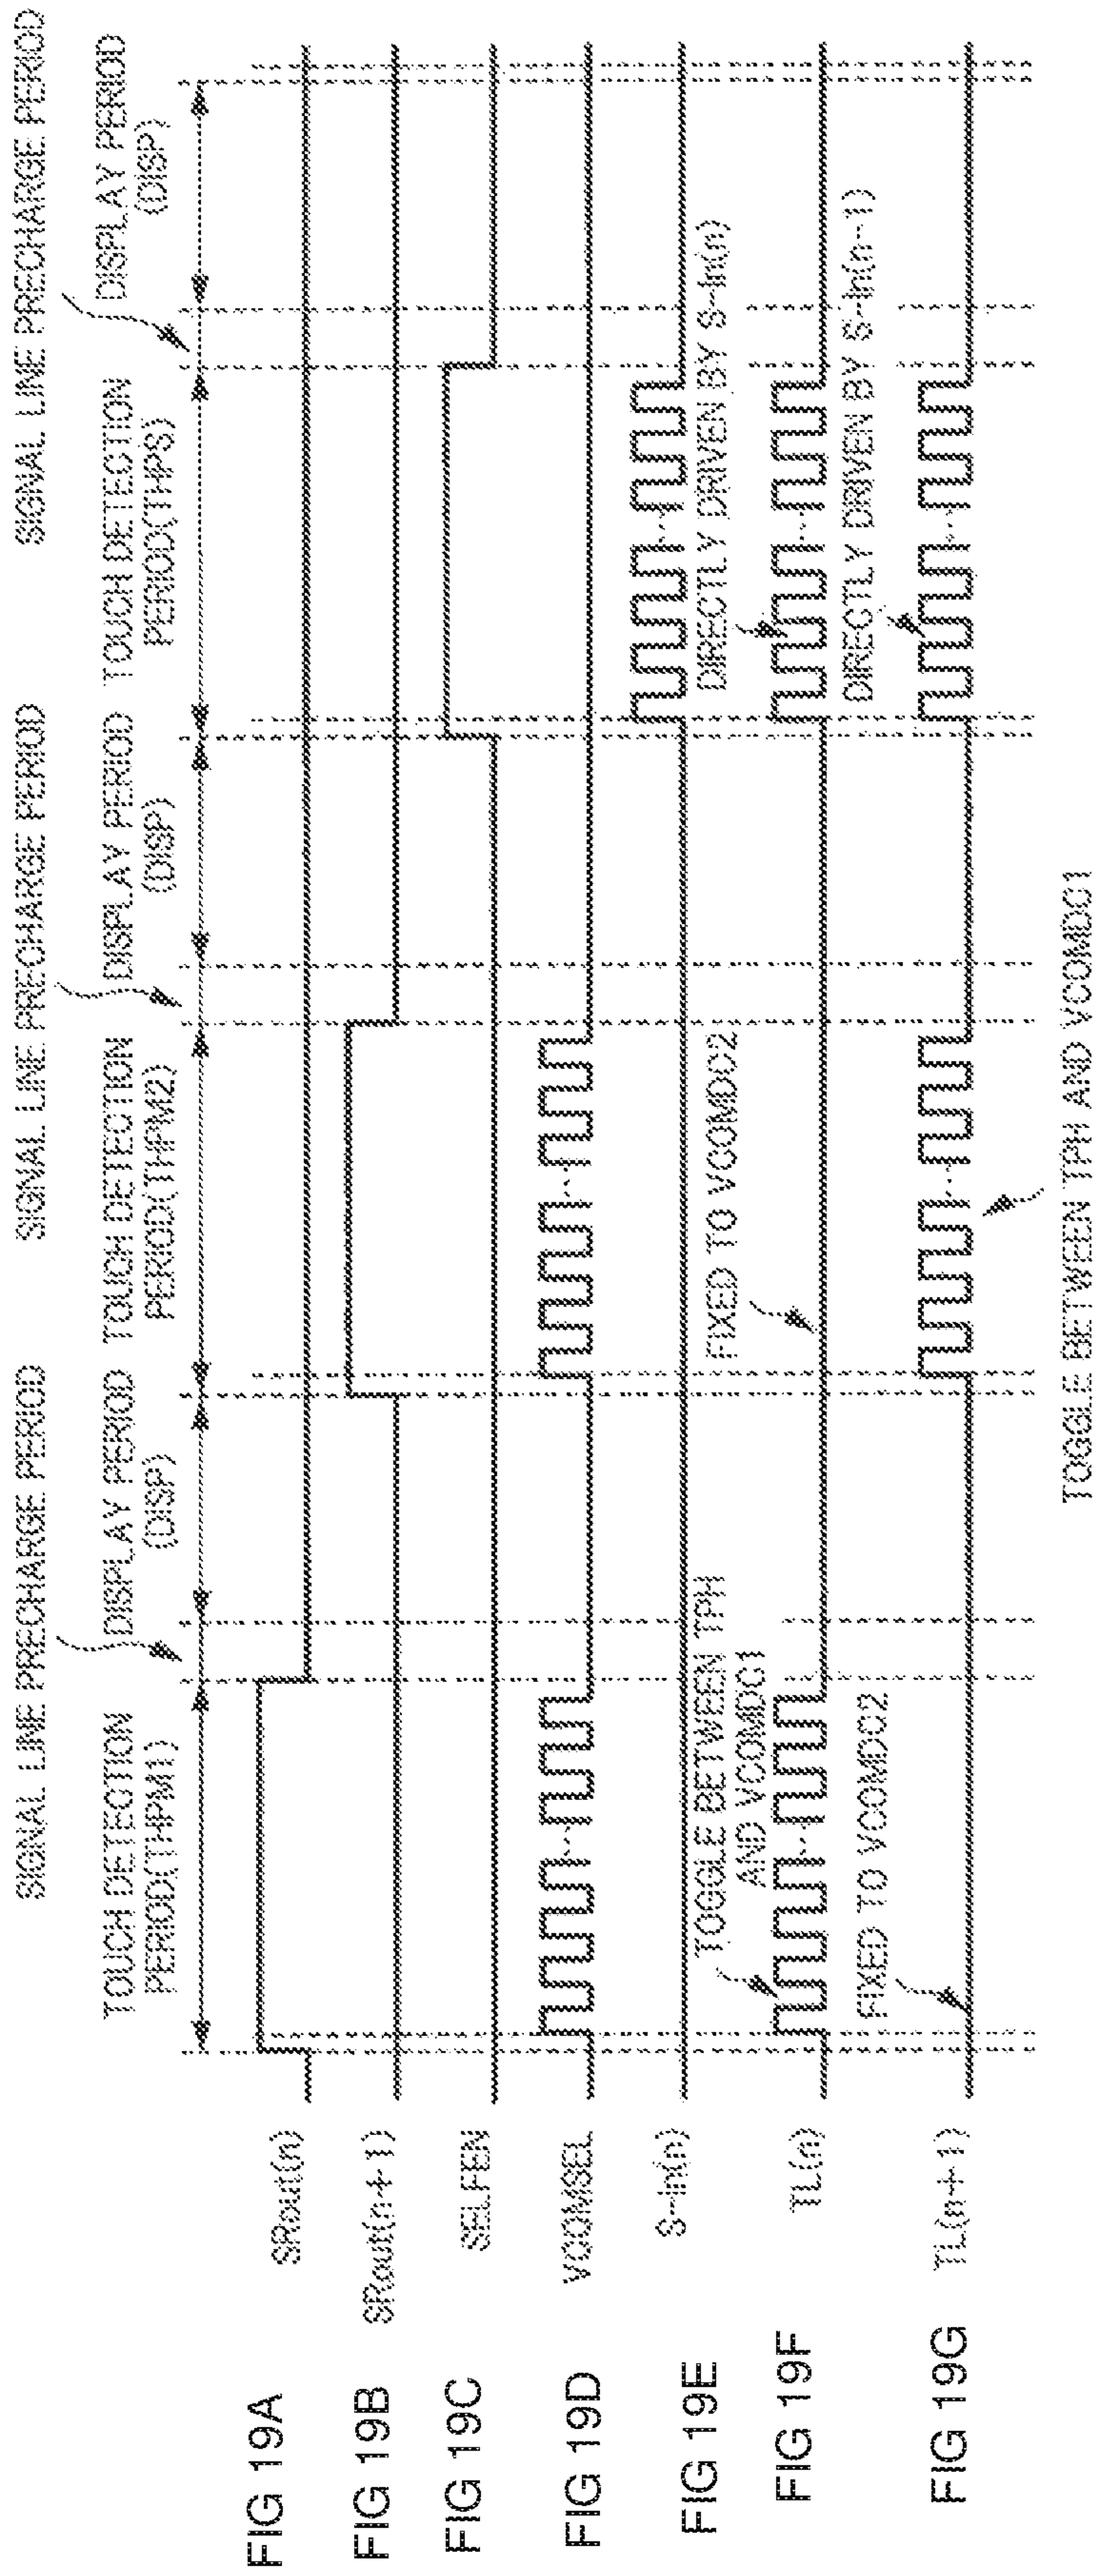 SIGNAL LINE PRECHARGE PERIOD
SIGNAL LINE PRECHARGE PERIOD
SIGNAL LINE PRECHARGE PERIOD
TOUCH DETECTION
PERIOD(THPM1)
DISPLAY PERIOD
(DISP)
TOUCH DETECTION
PERIOD(THPM2)
DISPLAY PERIOD
(DISP)
TOUCH DETECTION
PERIOD(THPS)
DISPLAY PERIOD
(DISP)
FIG 19A SRout(n)
FIG 19B SRout(n+1)
FIG 19C SELFEN
FIG 19D VCOMSEL
FIG 19E S-In(n)
TOGGLE BETWEEN TPH
AND VCOMDC1
FIXED TO VCOMDC2
DIRECTLY DRIVEN BY S-In(n)
FIG 19F TL(n)
FIXED TO VCOMDC2
DIRECTLY DRIVEN BY S-In(n-1)
FIG 19G TL(n+1)
TOGGLE BETWEEN TPH AND VCOMDC1